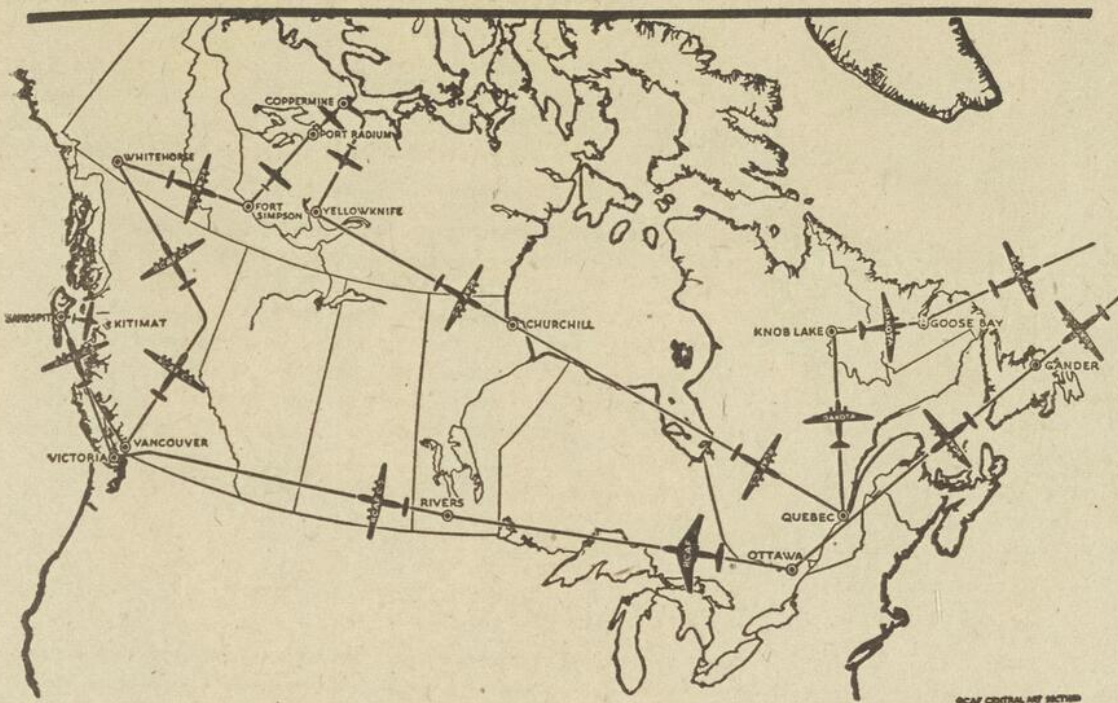 COPPERMINE
PORT RADIUM
WHITEHORSE
FORT
SIMPSON
YELLOWKNIFE
SANDSPIT
KITIMAT
CHURCHILL
KNOB LAKE
GOOSE BAY
GANDER
DAKOTA
VANCOUVER
VICTORIA
RIVERS
QUEBEC
OTTAWA
RCAF
RCAF CENTRAL ART SECTION